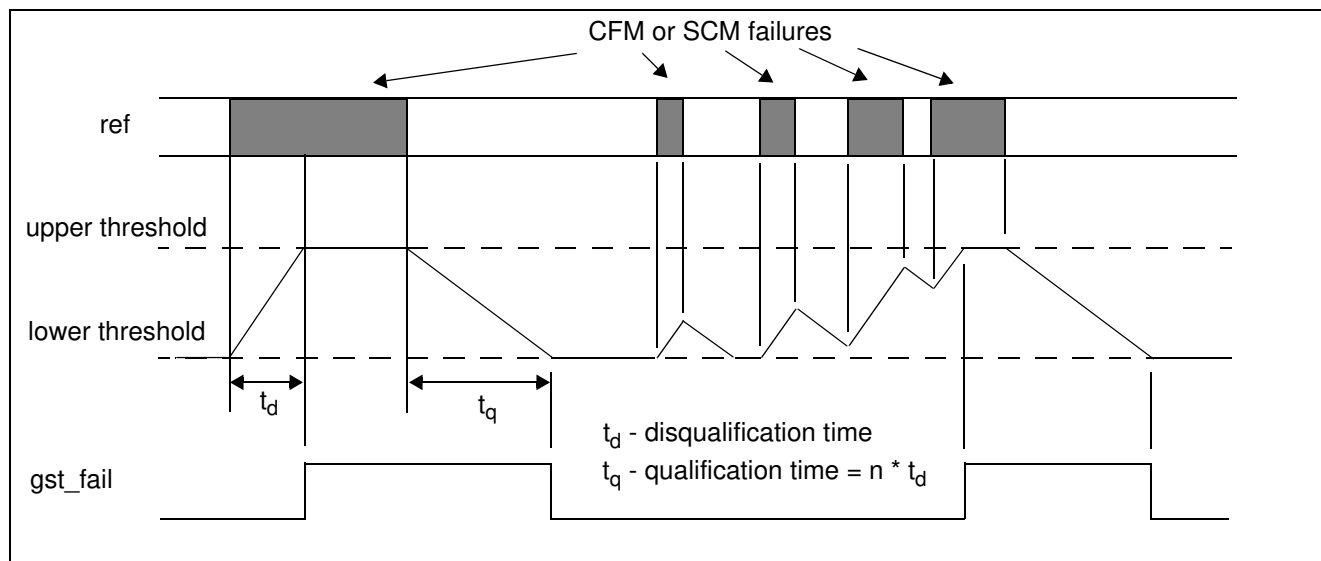 CFM or SCM failures
ref
upper threshold
lower threshold
td
tq
td - disqualification time
tq - qualification time = n * td
gst_fail